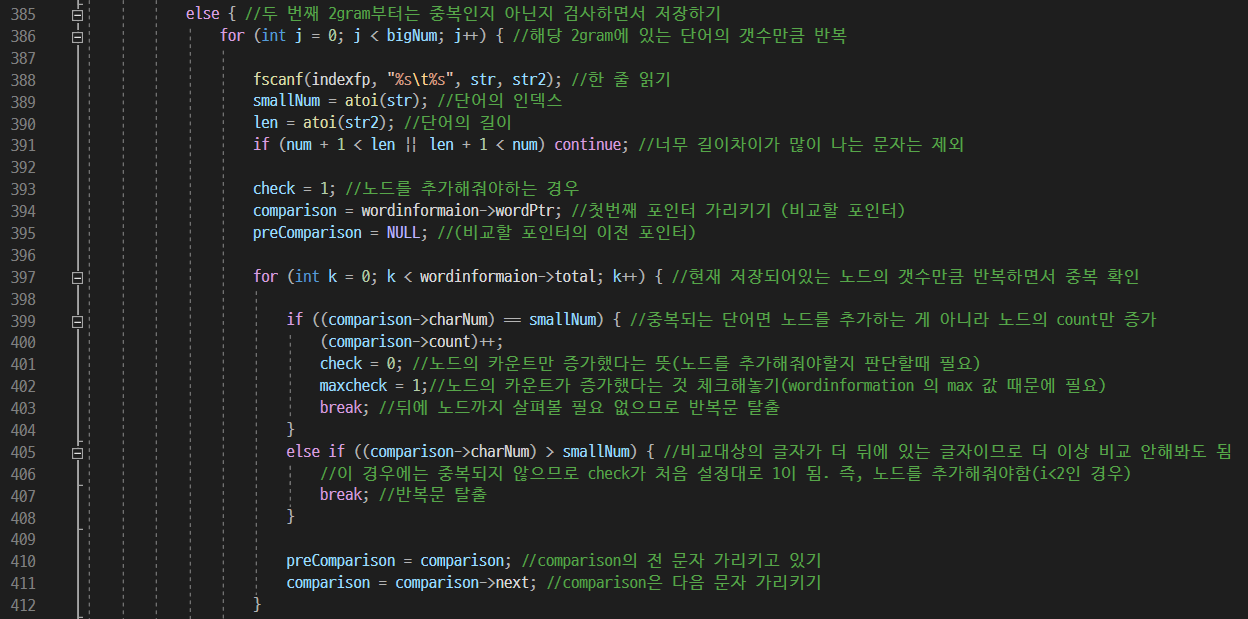 385 else { //두 번째 2gram부터는 중복인지 아닌지 검사하면서 저장하기
386 for (int j = 0; j < bigNum; j++) { //해당 2gram에 있는 단어의 갯수만큼 반복
387
388 fscanf(indexfp, "%s\t%s", str, str2); //한 줄 읽기
389 smallNum = atoi(str); //단어의 인덱스
390 len = atoi(str2); //단어의 길이
391 if (num + 1 < len || len + 1 < num) continue; //너무 길이차이가 많이 나는 문자는 제외
392
393 check = 1; //노드를 추가해줘야하는 경우
394 comparison = wordinformaion->wordPtr; //첫번째 포인터 가리키기 (비교할 포인터)
395 preComparison = NULL; //(비교할 포인터의 이전 포인터)
396
397 for (int k = 0; k < wordinformaion->total; k++) { //현재 저장되어있는 노드의 갯수만큼 반복하면서 중복 확인
398
399 if ((comparison->charNum) == smallNum) { //중복되는 단어면 노드를 추가하는 게 아니라 노드의 count만 증가
400 (comparison->count)++;
401 check = 0; //노드의 카운트만 증가했다는 뜻(노드를 추가해줘야할지 판단할때 필요)
402 maxcheck = 1;//노드의 카운트가 증가했다는 것 체크해놓기(wordinformation 의 max 값 때문에 필요)
403 break; //뒤에 노드까지 살펴볼 필요 없으므로 반복문 탈출
404 }
405 else if ((comparison->charNum) > smallNum) { //비교대상의 글자가 더 뒤에 있는 글자이므로 더 이상 비교 안해봐도 됨
406 //이 경우에는 중복되지 않으므로 check가 처음 설정대로 1이 됨. 즉, 노드를 추가해줘야함(i<2인 경우)
407 break; //반복문 탈출
408 }
409
410 preComparison = comparison; //comparison의 전 문자 가리키고 있기
411 comparison = comparison->next; //comparison은 다음 문자 가리키기
412 }